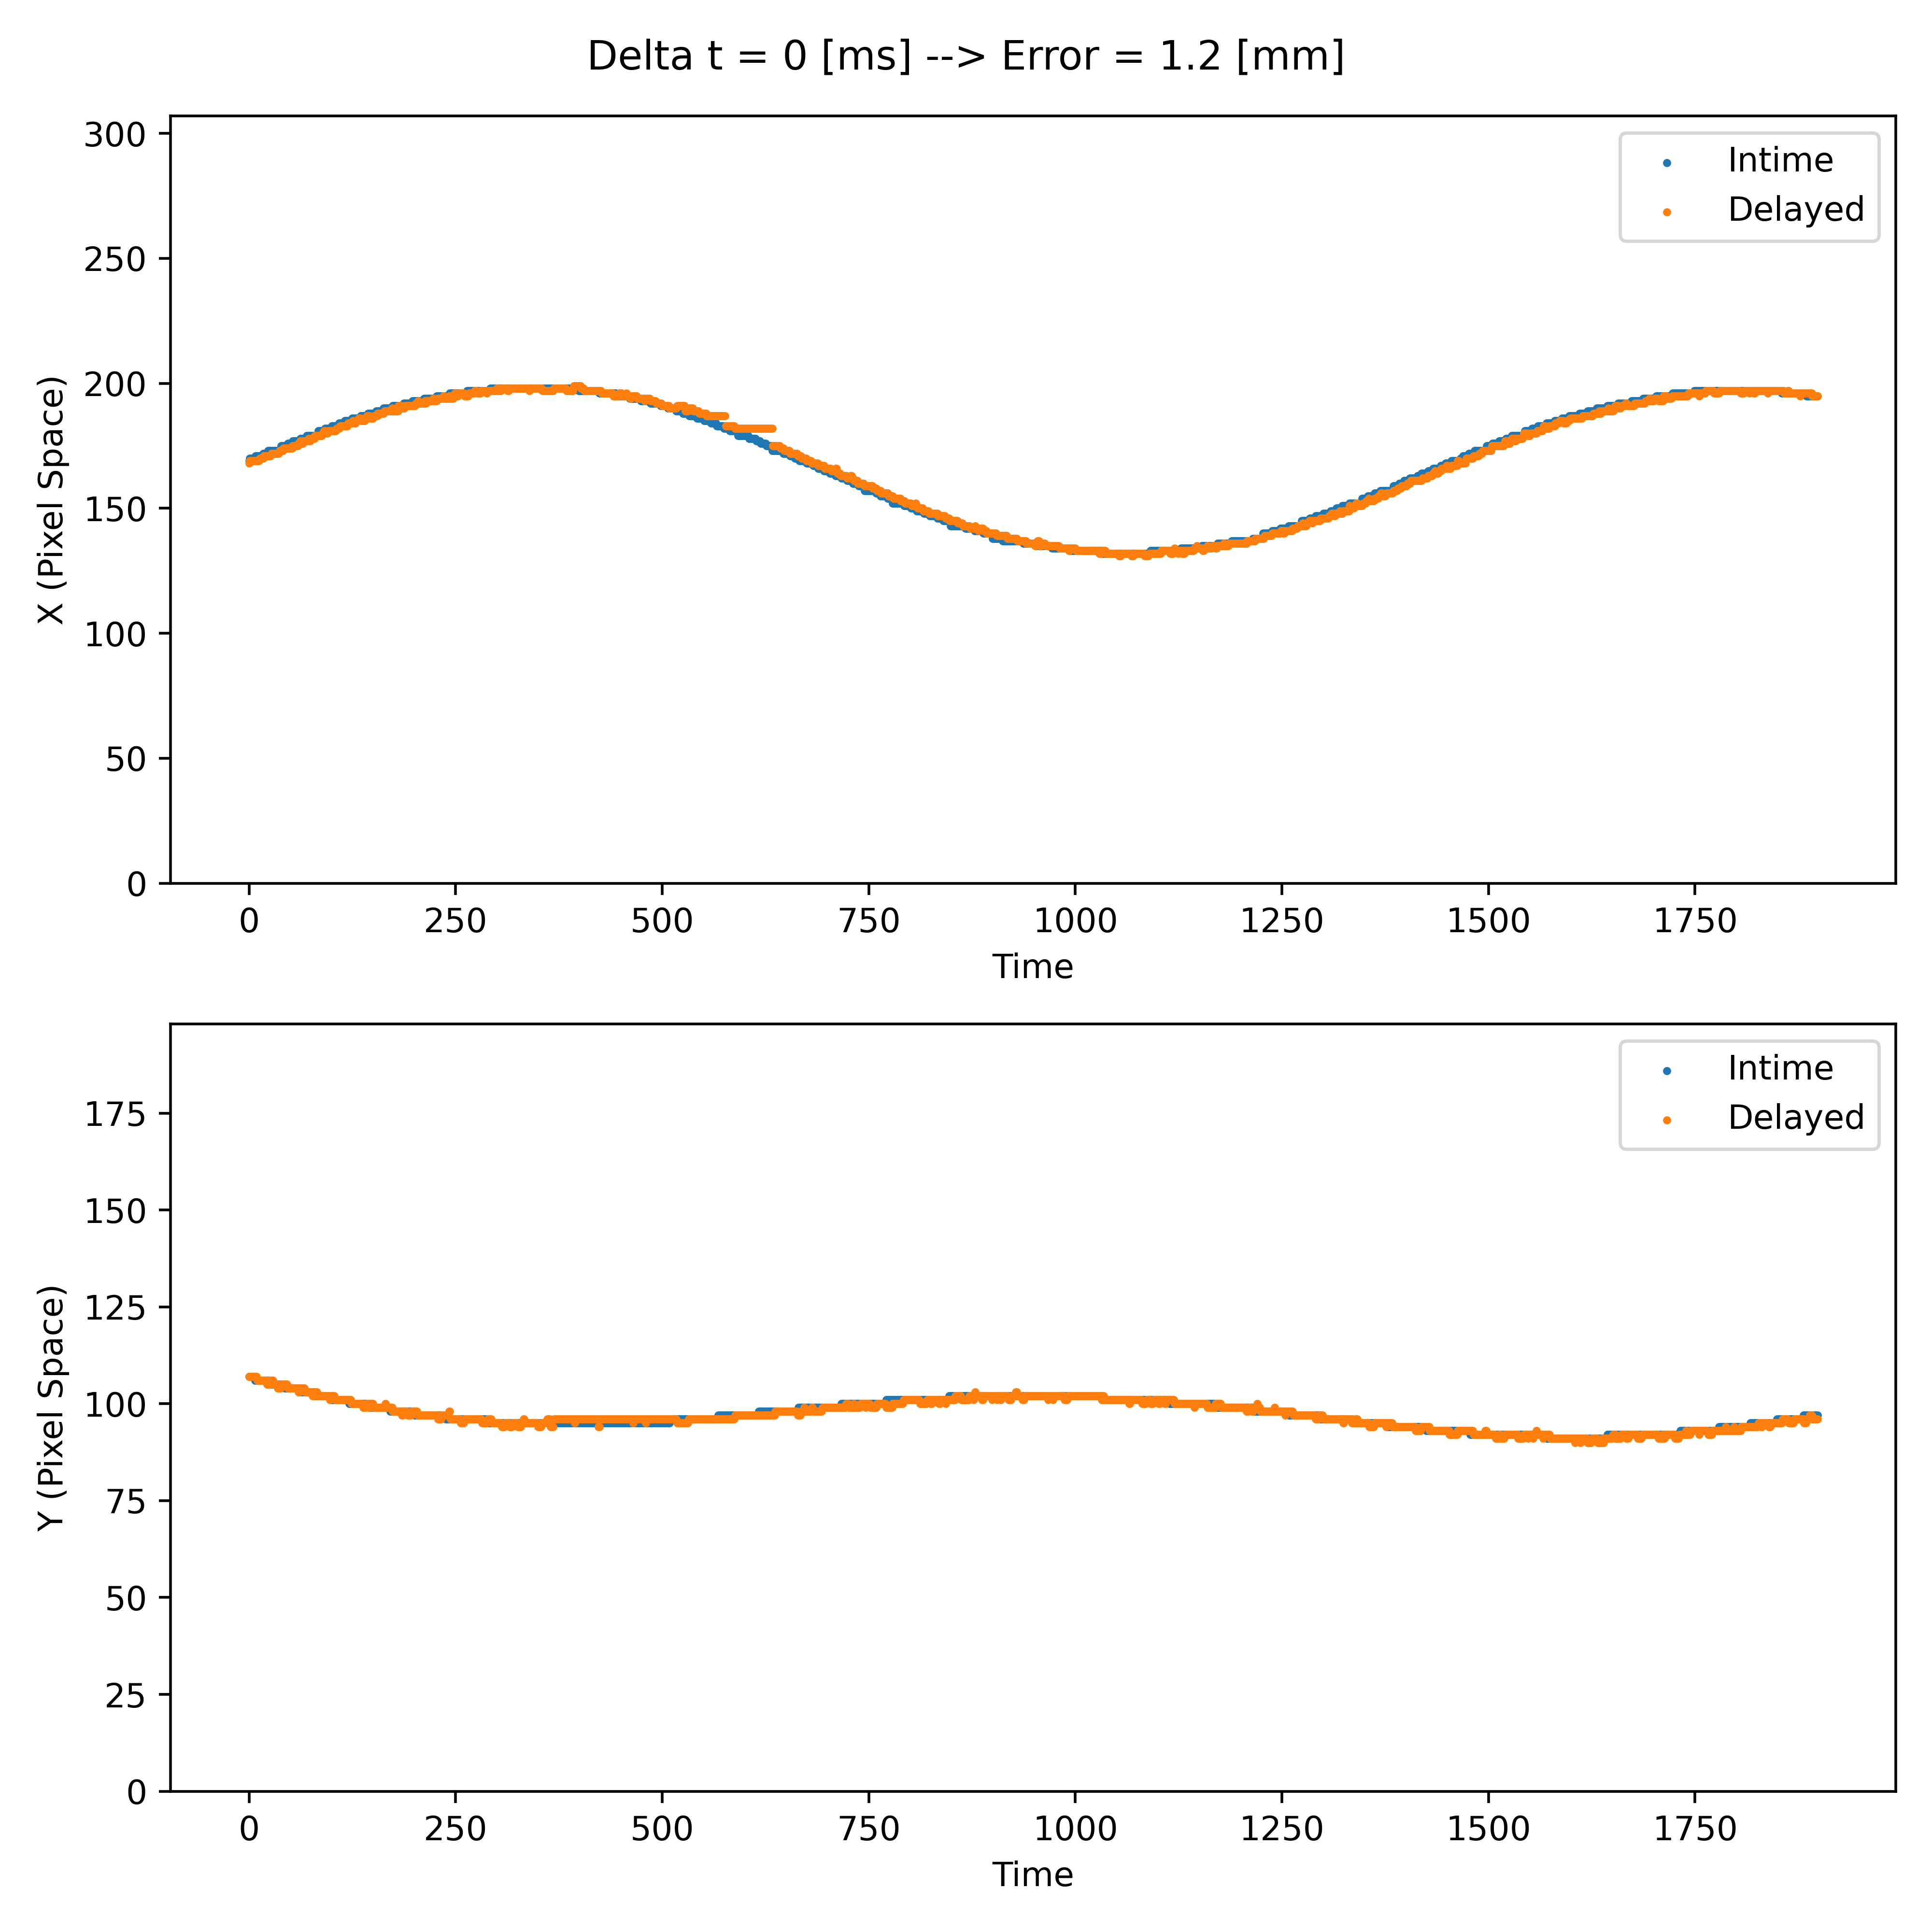 Delta t = 0 [ms] --> Error = 1.2 [mm]
300
250
200
150
100
50
0
X (Pixel Space)
Intime
Delayed
0 250 500 750 1000 1250 1500 1750
Time
175
150
125
100
75
50
25
0
Y (Pixel Space)
Intime
Delayed
0 250 500 750 1000 1250 1500 1750
Time